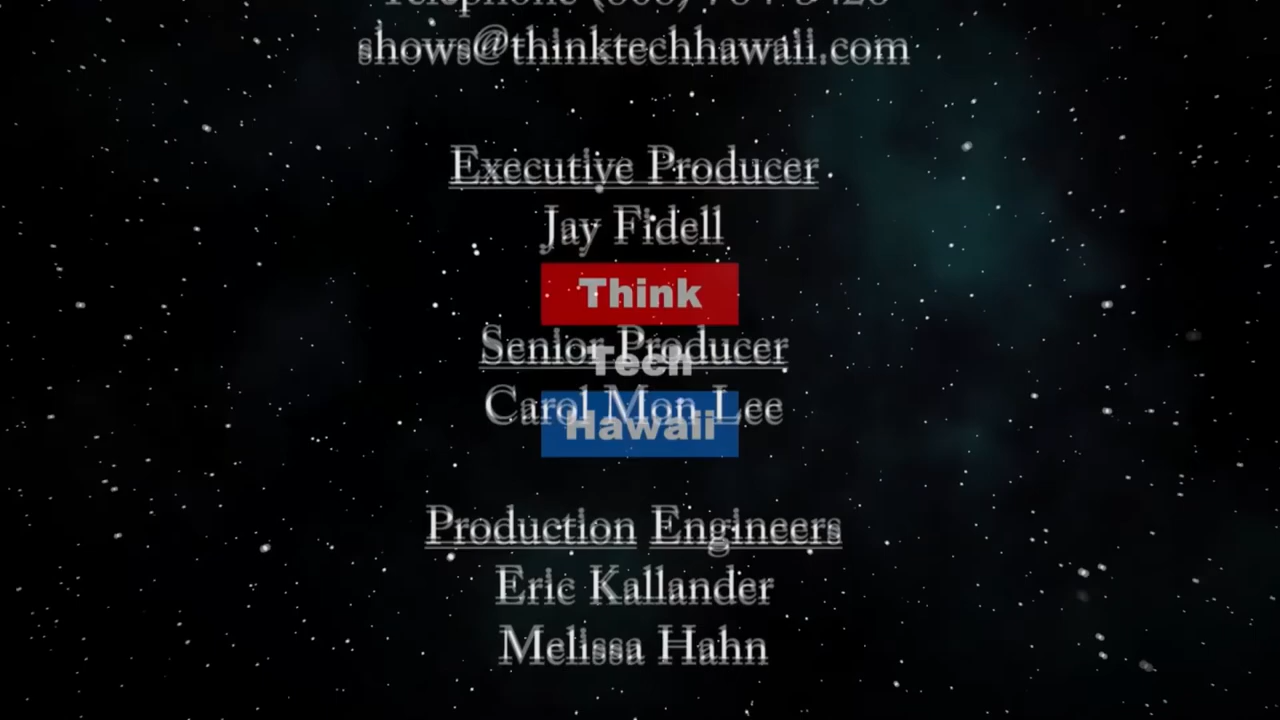 shows@thinktechhawaii.com
Executive Producer
Jay Fidell
Think
Senior Producer
Tech
Carol Mon Lee
Hawaii
Production Engineers
Eric Kallander
Melissa Hahn